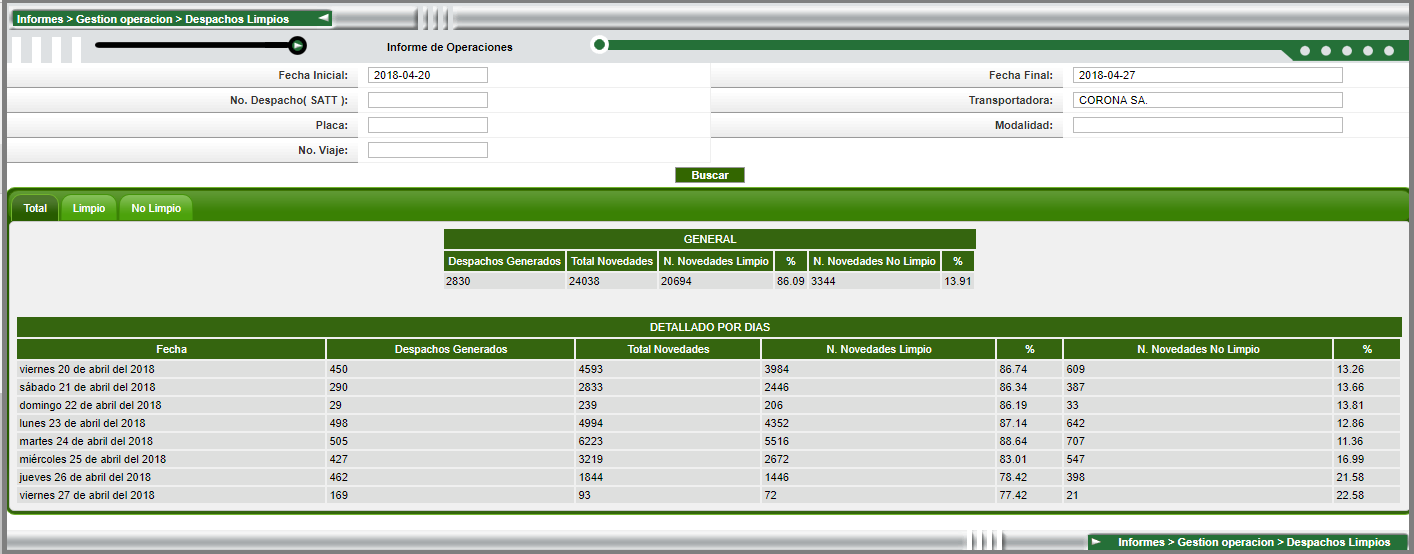 Informes > Gestion operacion > Despachos Limpios
Informe de Operaciones
Fecha Inicial: 2018-04-20 Fecha Final: 2018-04-27
No. Despacho( SATT ): Transportadora: CORONA SA.
Placa: Modalidad:
No. Viaje:
Buscar
Total Limpio No Limpio
GENERAL
Despachos Generados Total Novedades N. Novedades Limpio % N. Novedades No Limpio %
2830 24038 20694 86.09 3344 13.91
DETALLADO POR DIAS
Fecha Despachos Generados Total Novedades N. Novedades Limpio % N. Novedades No Limpio %
viernes 20 de abril del 2018 450 4593 3984 86.74 609 13.26
sábado 21 de abril del 2018 290 2833 2446 86.34 387 13.66
domingo 22 de abril del 2018 29 239 206 86.19 33 13.81
lunes 23 de abril del 2018 498 4994 4352 87.14 642 12.86
martes 24 de abril del 2018 505 6223 5516 88.64 707 11.36
miércoles 25 de abril del 2018 427 3219 2672 83.01 547 16.99
jueves 26 de abril del 2018 462 1844 1446 78.42 398 21.58
viernes 27 de abril del 2018 169 93 72 77.42 21 22.58
Informes > Gestion operacion > Despachos Limpios